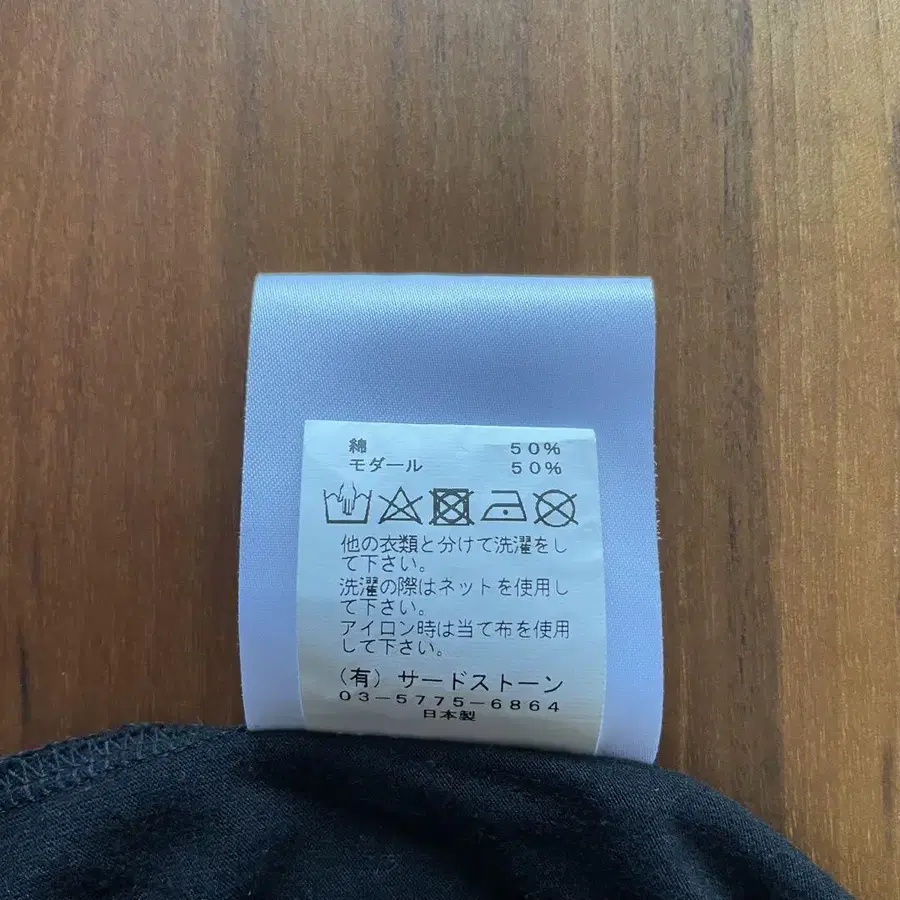 綿 50%
モダール 50%
他の衣類と分けて洗濯をし
て下さい。
洗濯の際はネットを使用し
て下さい。
アイロン時は当て布を使用
して下さい。
(有)サードストーン
03-5775-6864
日本製